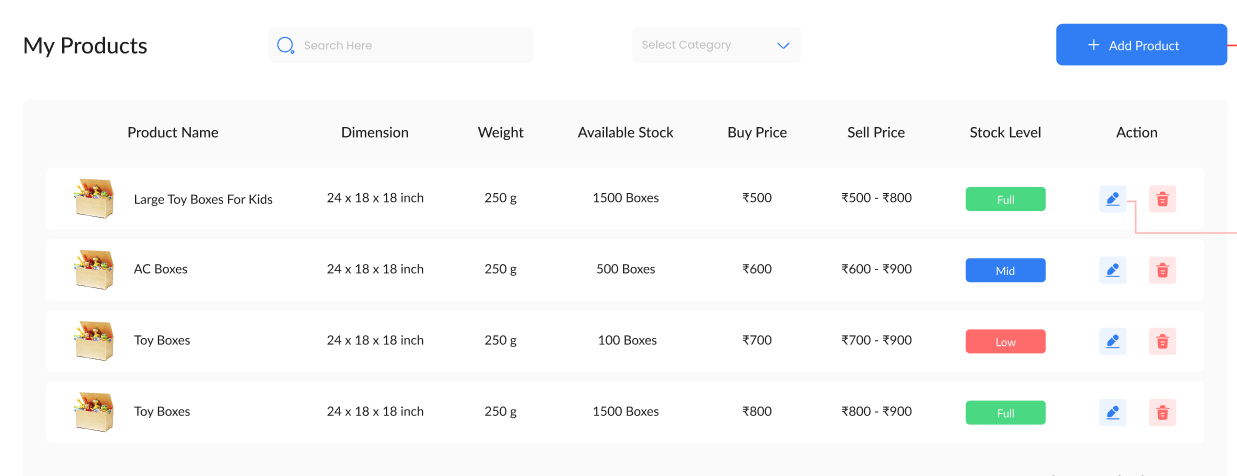 My Products
Search Here
Select Category
+ Add Product
Product Name Dimension Weight Available Stock Buy Price Sell Price Stock Level Action
Large Toy Boxes For Kids 24 x 18 x 18 inch 250 g 1500 Boxes ₹500 ₹500 - ₹800 Full
AC Boxes 24 x 18 x 18 inch 250 g 500 Boxes ₹600 ₹600 - ₹900 Mid
Toy Boxes 24 x 18 x 18 inch 250 g 100 Boxes ₹700 ₹700 - ₹900 Low
Toy Boxes 24 x 18 x 18 inch 250 g 1500 Boxes ₹800 ₹800 - ₹900 Full